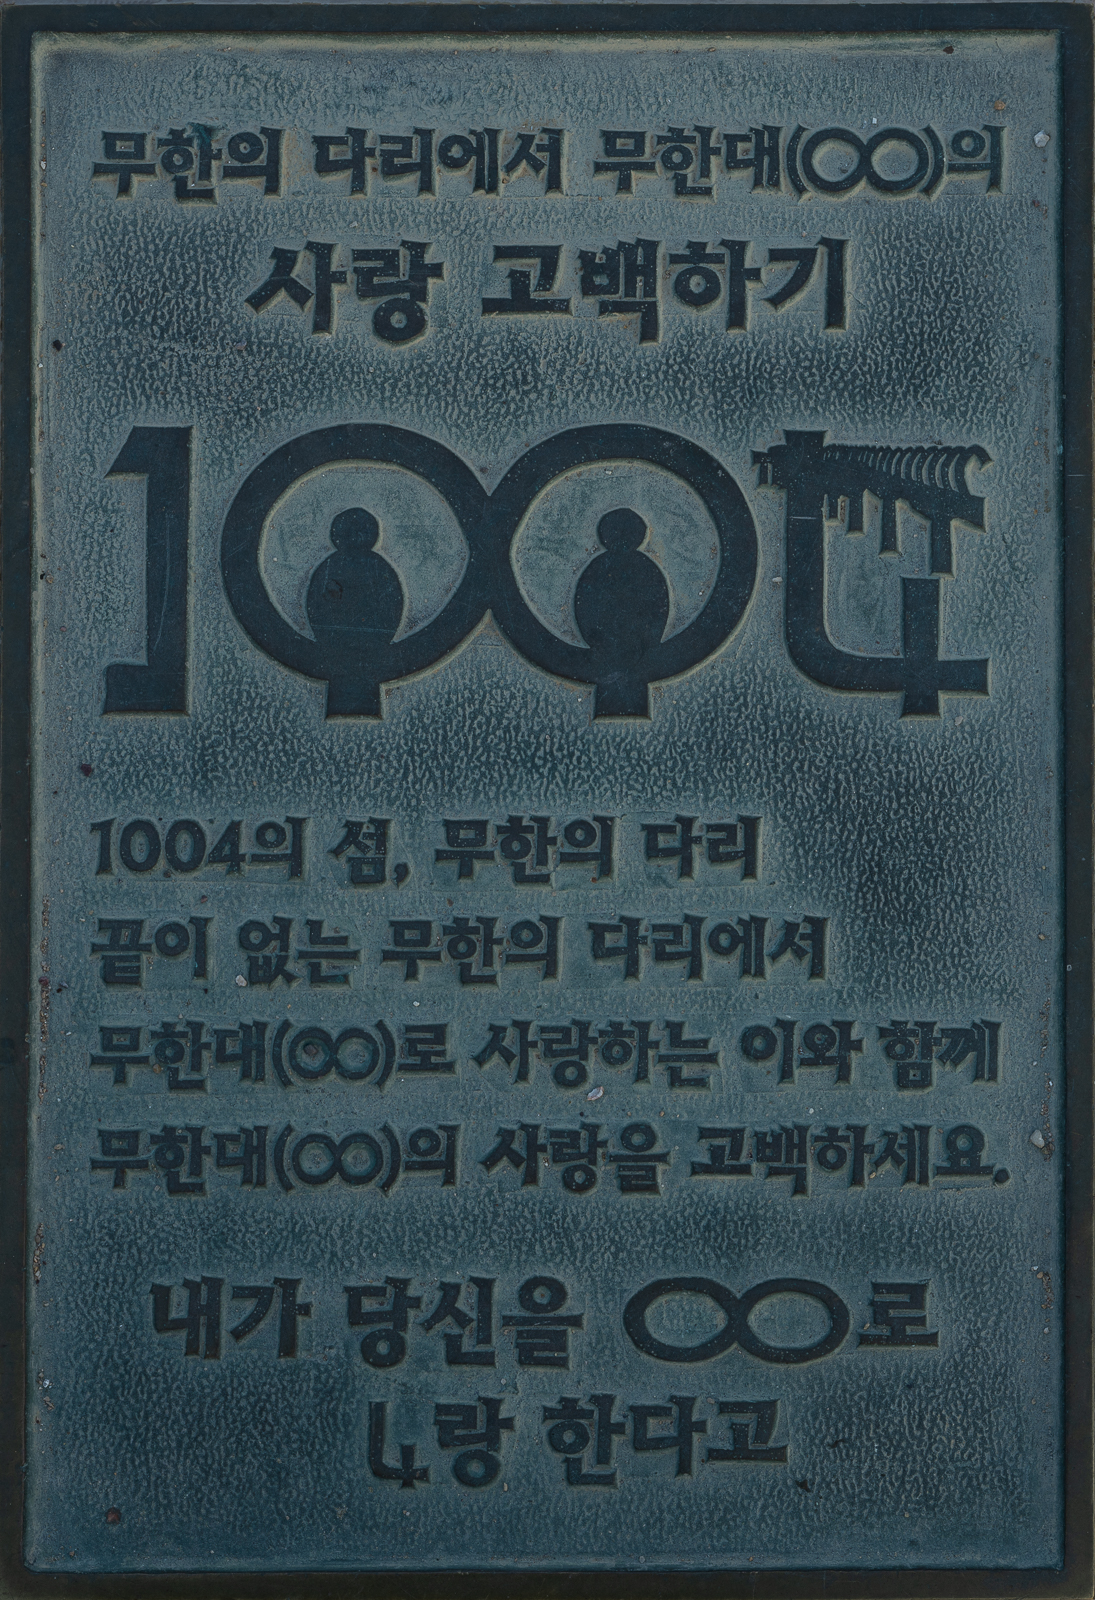 무한의 다리에서 무한대(∞)의
사랑 고백하기
1004
1004의 섬, 무한의 다리
끝이 없는 무한의 다리에서
무한대(∞)로 사랑하는 이와 함께
무한대(∞)의 사랑을 고백하세요.
내가 당신을 ∞로
4랑 한다고